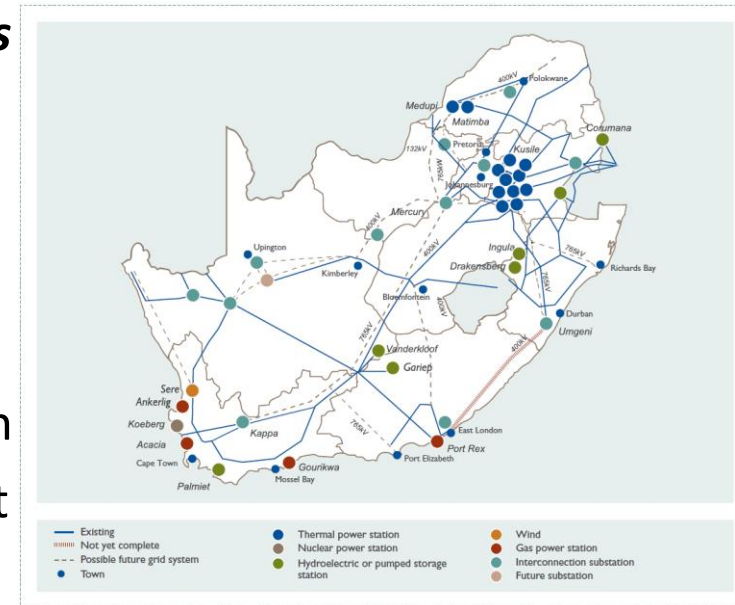 s
400kV
Polokwane
Medupi
Matimba
Corumana
132kV
Pretoria
Kusile
765kW
Johannesburg
Mercury
400kV
Upington
400kV
Ingula
765kV
Kimberley
Drakensberg
Richards Bay
765kV
Bloemfontein
400kV
Durban
Umgeni
765kV
Vanderkloof
400kV
Gariep
Sere
Ankerlig
Koeberg
Kappa
765kV
East London
Acacia
Port Rex
Cape Town
Gourikwa
Port Elizabeth
Mossel Bay
Palmiet
n
t
Existing
Not yet complete
Possible future grid system
Town
Thermal power station
Nuclear power station
Hydroelectric or pumped storage
station
Wind
Gas power station
Interconnection substation
Future substation